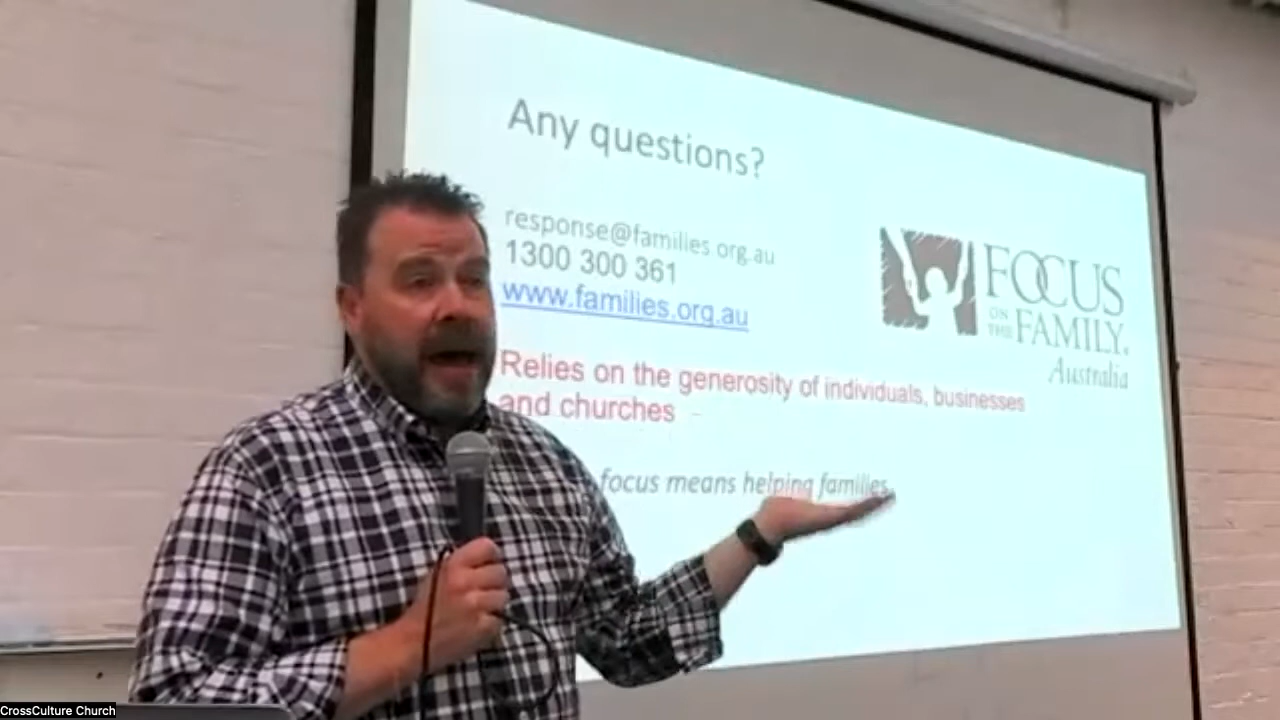 Any questions?
response@families.org.au
1300 300 361
www.families.org.au
Relies on the generosity of individuals, businesses
and churches
focus means helping families
FOCUS
ON THE FAMILY.
Australia
CrossCulture Church